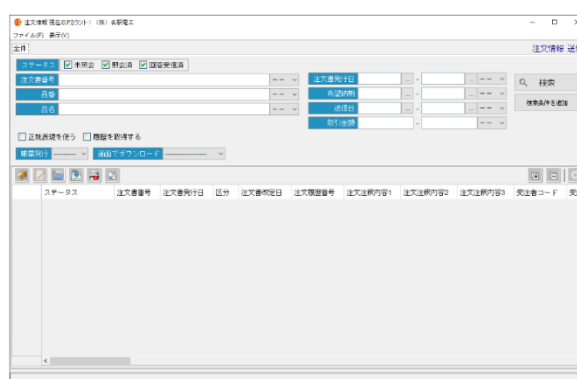 注文情報 現在のアカウント：（株）名駅電工
ファイル(F) 表示(V)
全件
注文情報 送
ステータス 未照会 照会済 回答受信済
注文書番号 -- 注文書発行日 ... - ... --
品番 -- 希望納期 ... - ... --
品名 -- 送信日 ... - ... --
取引金額 - --
検索
検索条件を追加
正規表現を使う 履歴を取得する
帳票発行 画面でダウンロード
ステータス 注文書番号 注文書発行日 区分 注文書改定日 注文履歴番号 注文注釈内容1 注文注釈内容2 注文注釈内容3 受注者コード 受